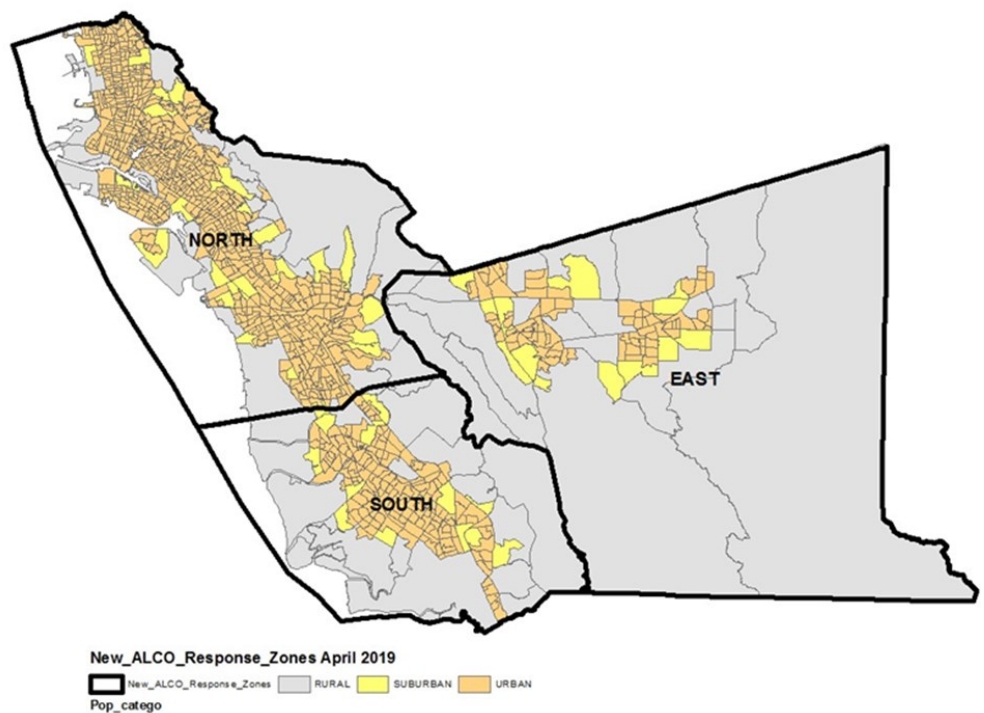 NORTH
EAST
SOUTH
New_ALCO_Response_Zones April 2019
New_ALCO_Response_Zones RURAL SUBURBAN URBAN
Pop_catego